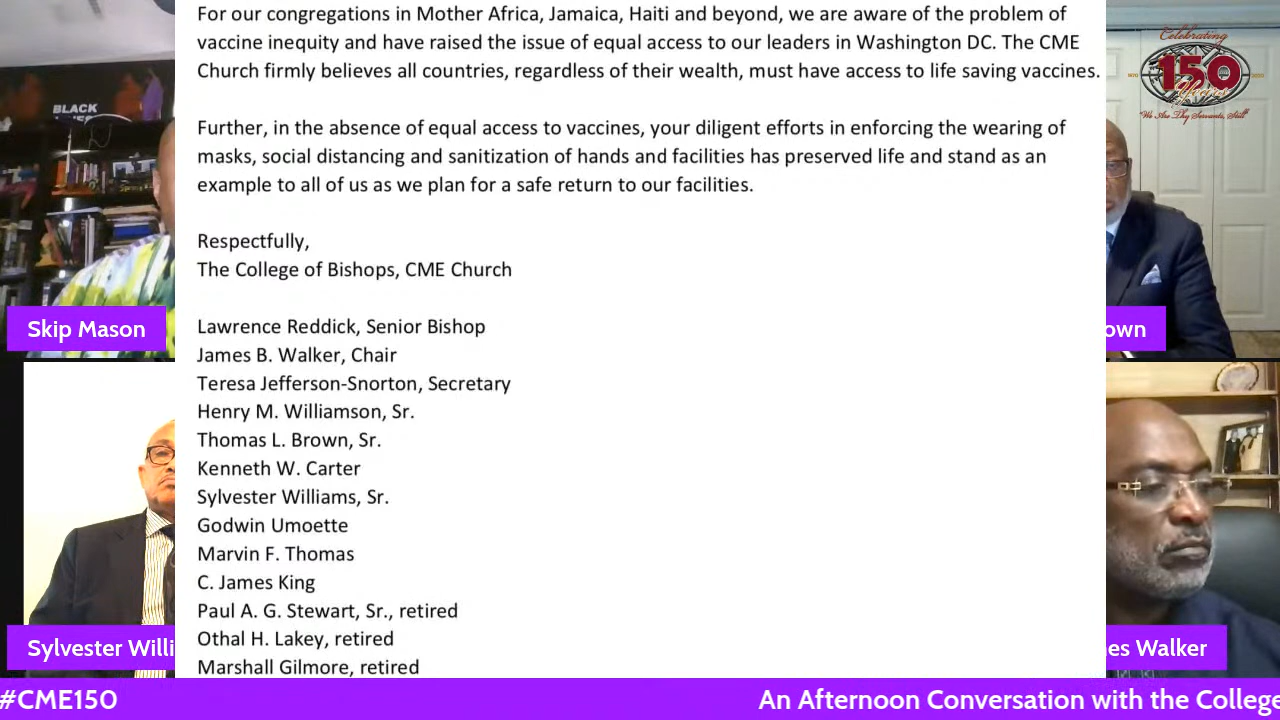 For our congregations in Mother Africa, Jamaica, Haiti and beyond, we are aware of the problem of
vaccine inequity and have raised the issue of equal access to our leaders in Washington DC. The CME
Church firmly believes all countries, regardless of their wealth, must have access to life saving vaccines.
Further, in the absence of equal access to vaccines, your diligent efforts in enforcing the wearing of
masks, social distancing and sanitization of hands and facilities has preserved life and stand as an
example to all of us as we plan for a safe return to our facilities.
Respectfully,
The College of Bishops, CME Church
Lawrence Reddick, Senior Bishop
James B. Walker, Chair
Teresa Jefferson-Snorton, Secretary
Henry M. Williamson, Sr.
Thomas L. Brown, Sr.
Kenneth W. Carter
Sylvester Williams, Sr.
Godwin Umoette
Marvin F. Thomas
C. James King
Paul A. G. Stewart, Sr., retired
Othal H. Lakey, retired
Marshall Gilmore, retired
BLACK
Skip Mason
Sylvester Willi
Celebrating
150
Years
"We Are Thy Servants, Still"
own
es Walker
#CME150
An Afternoon Conversation with the College